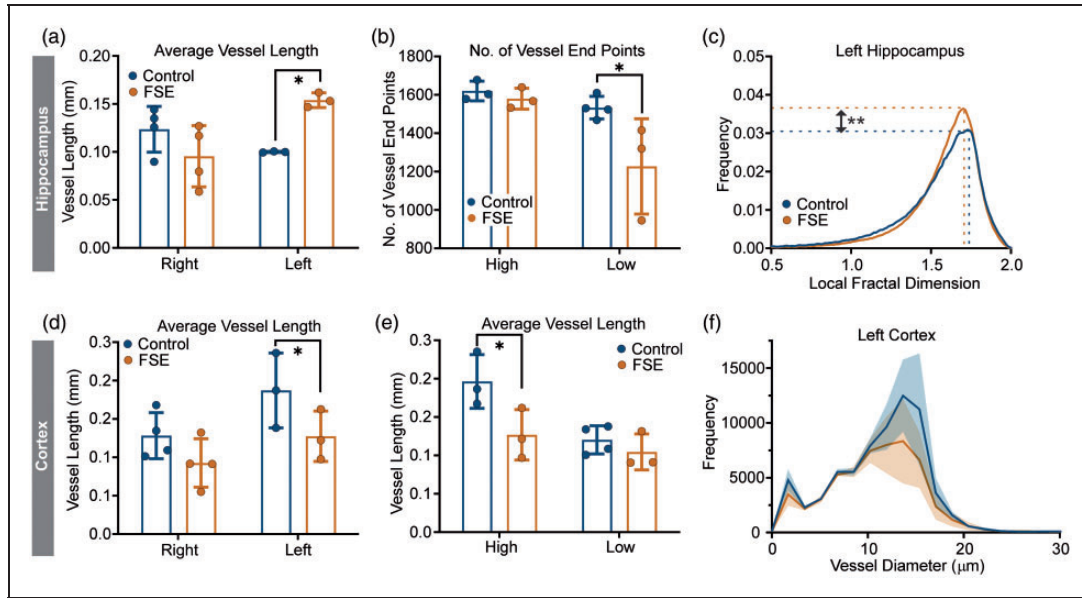 Hippocampus
(a)
Average Vessel Length
Control
FSE
*
Vessel Length (mm)
0.20
0.15
0.10
0.05
0.00
Right
Left
(b)
No. of Vessel End Points
*
No. of Vessel End Points
1800
1600
1400
1200
1000
800
Control
FSE
High
Low
(c)
Left Hippocampus
**
Frequency
0.05
0.04
0.03
0.02
0.01
0.00
Control
FSE
0.5
1.0
1.5
2.0
Local Fractal Dimension
Cortex
(d)
Average Vessel Length
Control
FSE
*
Vessel Length (mm)
0.3
0.2
0.2
0.1
0.1
0.0
Right
Left
(e)
Average Vessel Length
Control
FSE
*
Vessel Length (mm)
0.3
0.2
0.2
0.1
0.1
0.0
High
Low
(f)
Left Cortex
Control
FSE
Frequency
15000
10000
5000
0
0
10
20
30
Vessel Diameter (μm)